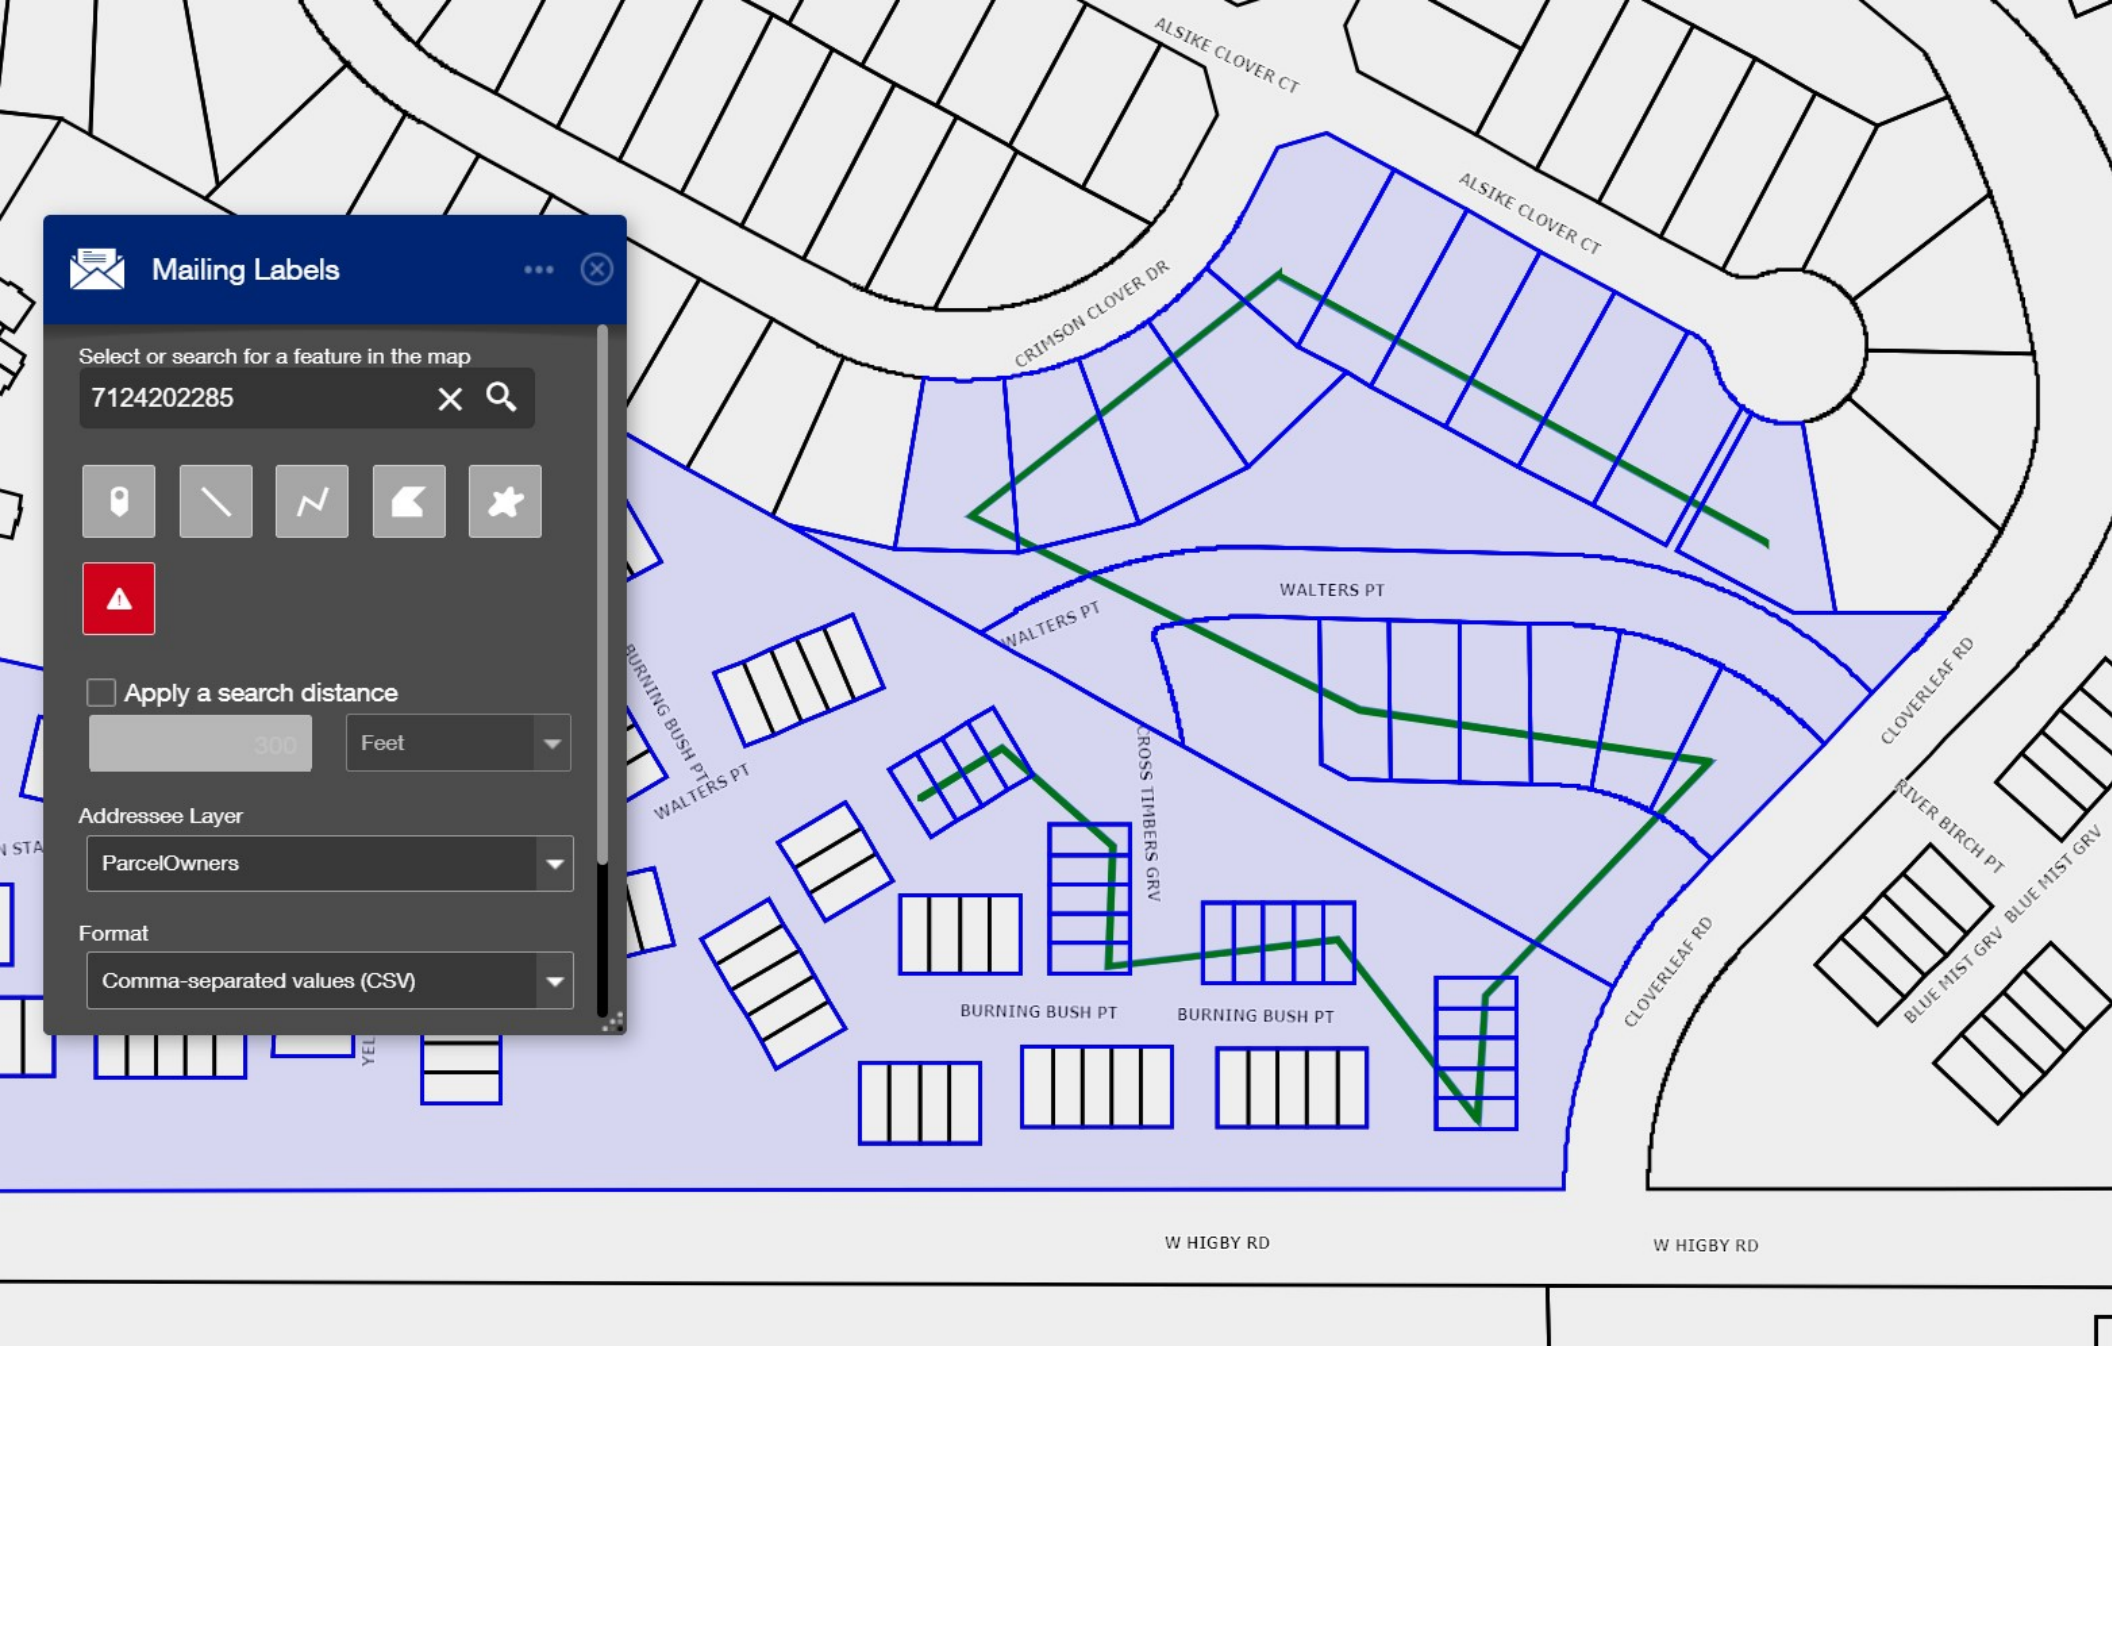 ALSIKE CLOVER CT
ALSIKE CLOVER CT
CRIMSON CLOVER DR
Mailing Labels
Select or search for a feature in the map
7124202285
Apply a search distance
300
Feet
Addressee Layer
ParcelOwners
Format
Comma-separated values (CSV)
WALTERS PT
WALTERS PT
BURNING BUSH PT
WALTERS PT
CROSS TIMBERS GRV
CLOVERLEAF RD
RIVER BIRCH PT
BLUE MIST GRV
BLUE MIST GRV
CLOVERLEAF RD
N STA
BURNING BUSH PT
BURNING BUSH PT
YEL
W HIGBY RD
W HIGBY RD